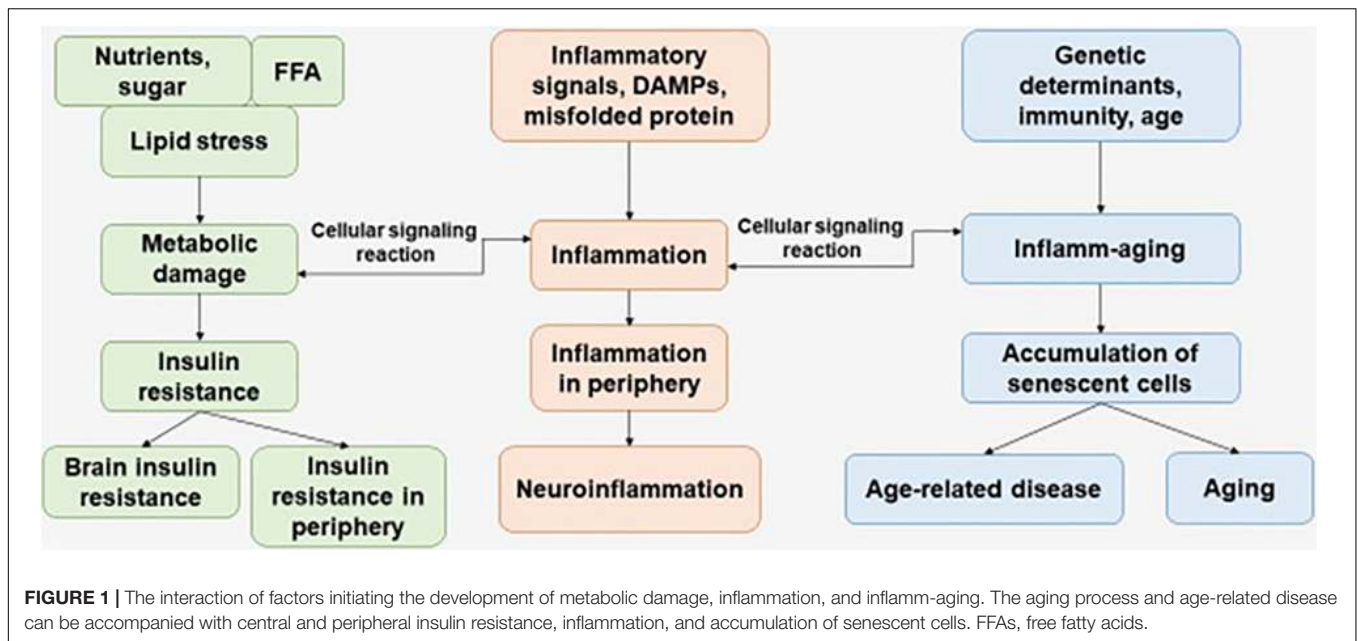 Nutrients,
sugar
FFA
Lipid stress
Metabolic
damage
Insulin
resistance
Brain insulin
resistance
Insulin
resistance in
periphery
Cellular signaling
reaction
Inflammatory
signals, DAMPs,
misfolded protein
Inflammation
Inflammation
in periphery
Neuroinflammation
Cellular signaling
reaction
Genetic
determinants,
immunity, age
Inflamm-aging
Accumulation of
senescent cells
Age-related disease
Aging
FIGURE 1 | The interaction of factors initiating the development of metabolic damage, inflammation, and inflamm-aging. The aging process and age-related disease
can be accompanied with central and peripheral insulin resistance, inflammation, and accumulation of senescent cells. FFAs, free fatty acids.